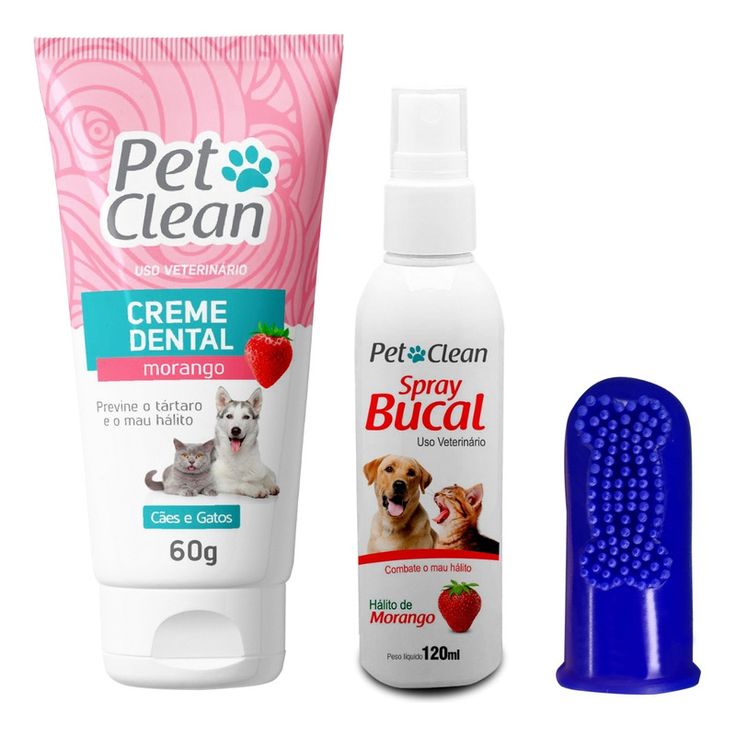 Pet Clean
USO VETERINÁRIO
CREME
DENTAL
morango
Previne o tártaro
e o mau hálito
Cães e Gatos
60g
Pet Clean
Spray
Bucal
Uso Veterinário
Combate o mau hálito
Hálito de
Morango
Peso líquido 120ml